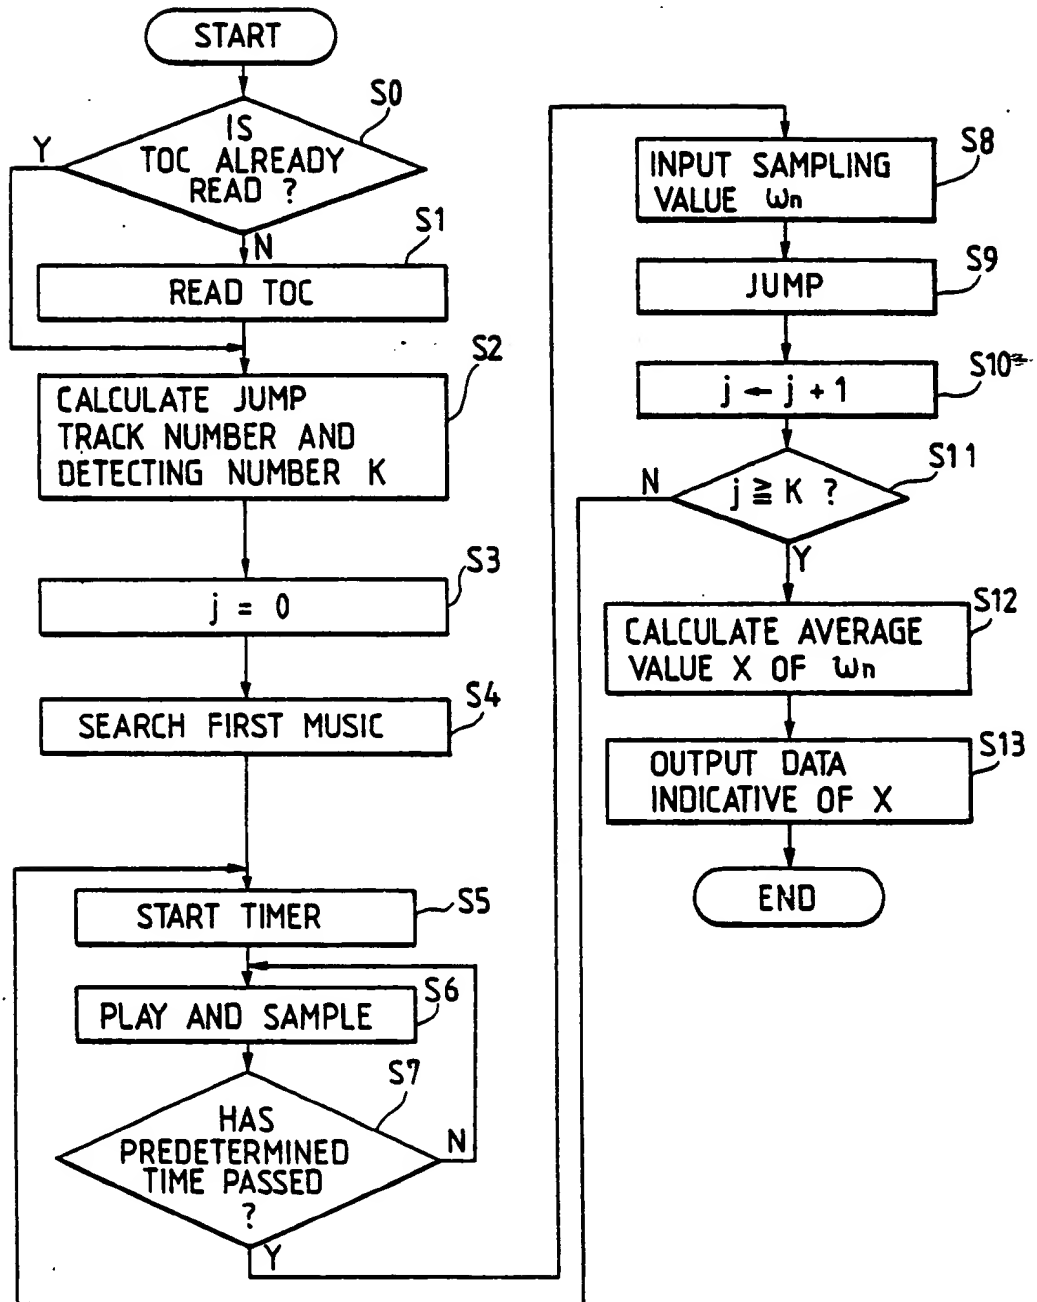 START
S0
IS
TOC ALREADY
READ ?
Y
N
S1
READ TOC
S2
CALCULATE JUMP
TRACK NUMBER AND
DETECTING NUMBER K
S3
j = 0
S4
SEARCH FIRST MUSIC
S5
START TIMER
S6
PLAY AND SAMPLE
S7
HAS
PREDETERMINED
TIME PASSED
?
N
Y
S8
INPUT SAMPLING
VALUE ωn
S9
JUMP
S10
j ← j + 1
S11
j ≧ K ?
N
Y
S12
CALCULATE AVERAGE
VALUE X OF ωn
S13
OUTPUT DATA
INDICATIVE OF X
END